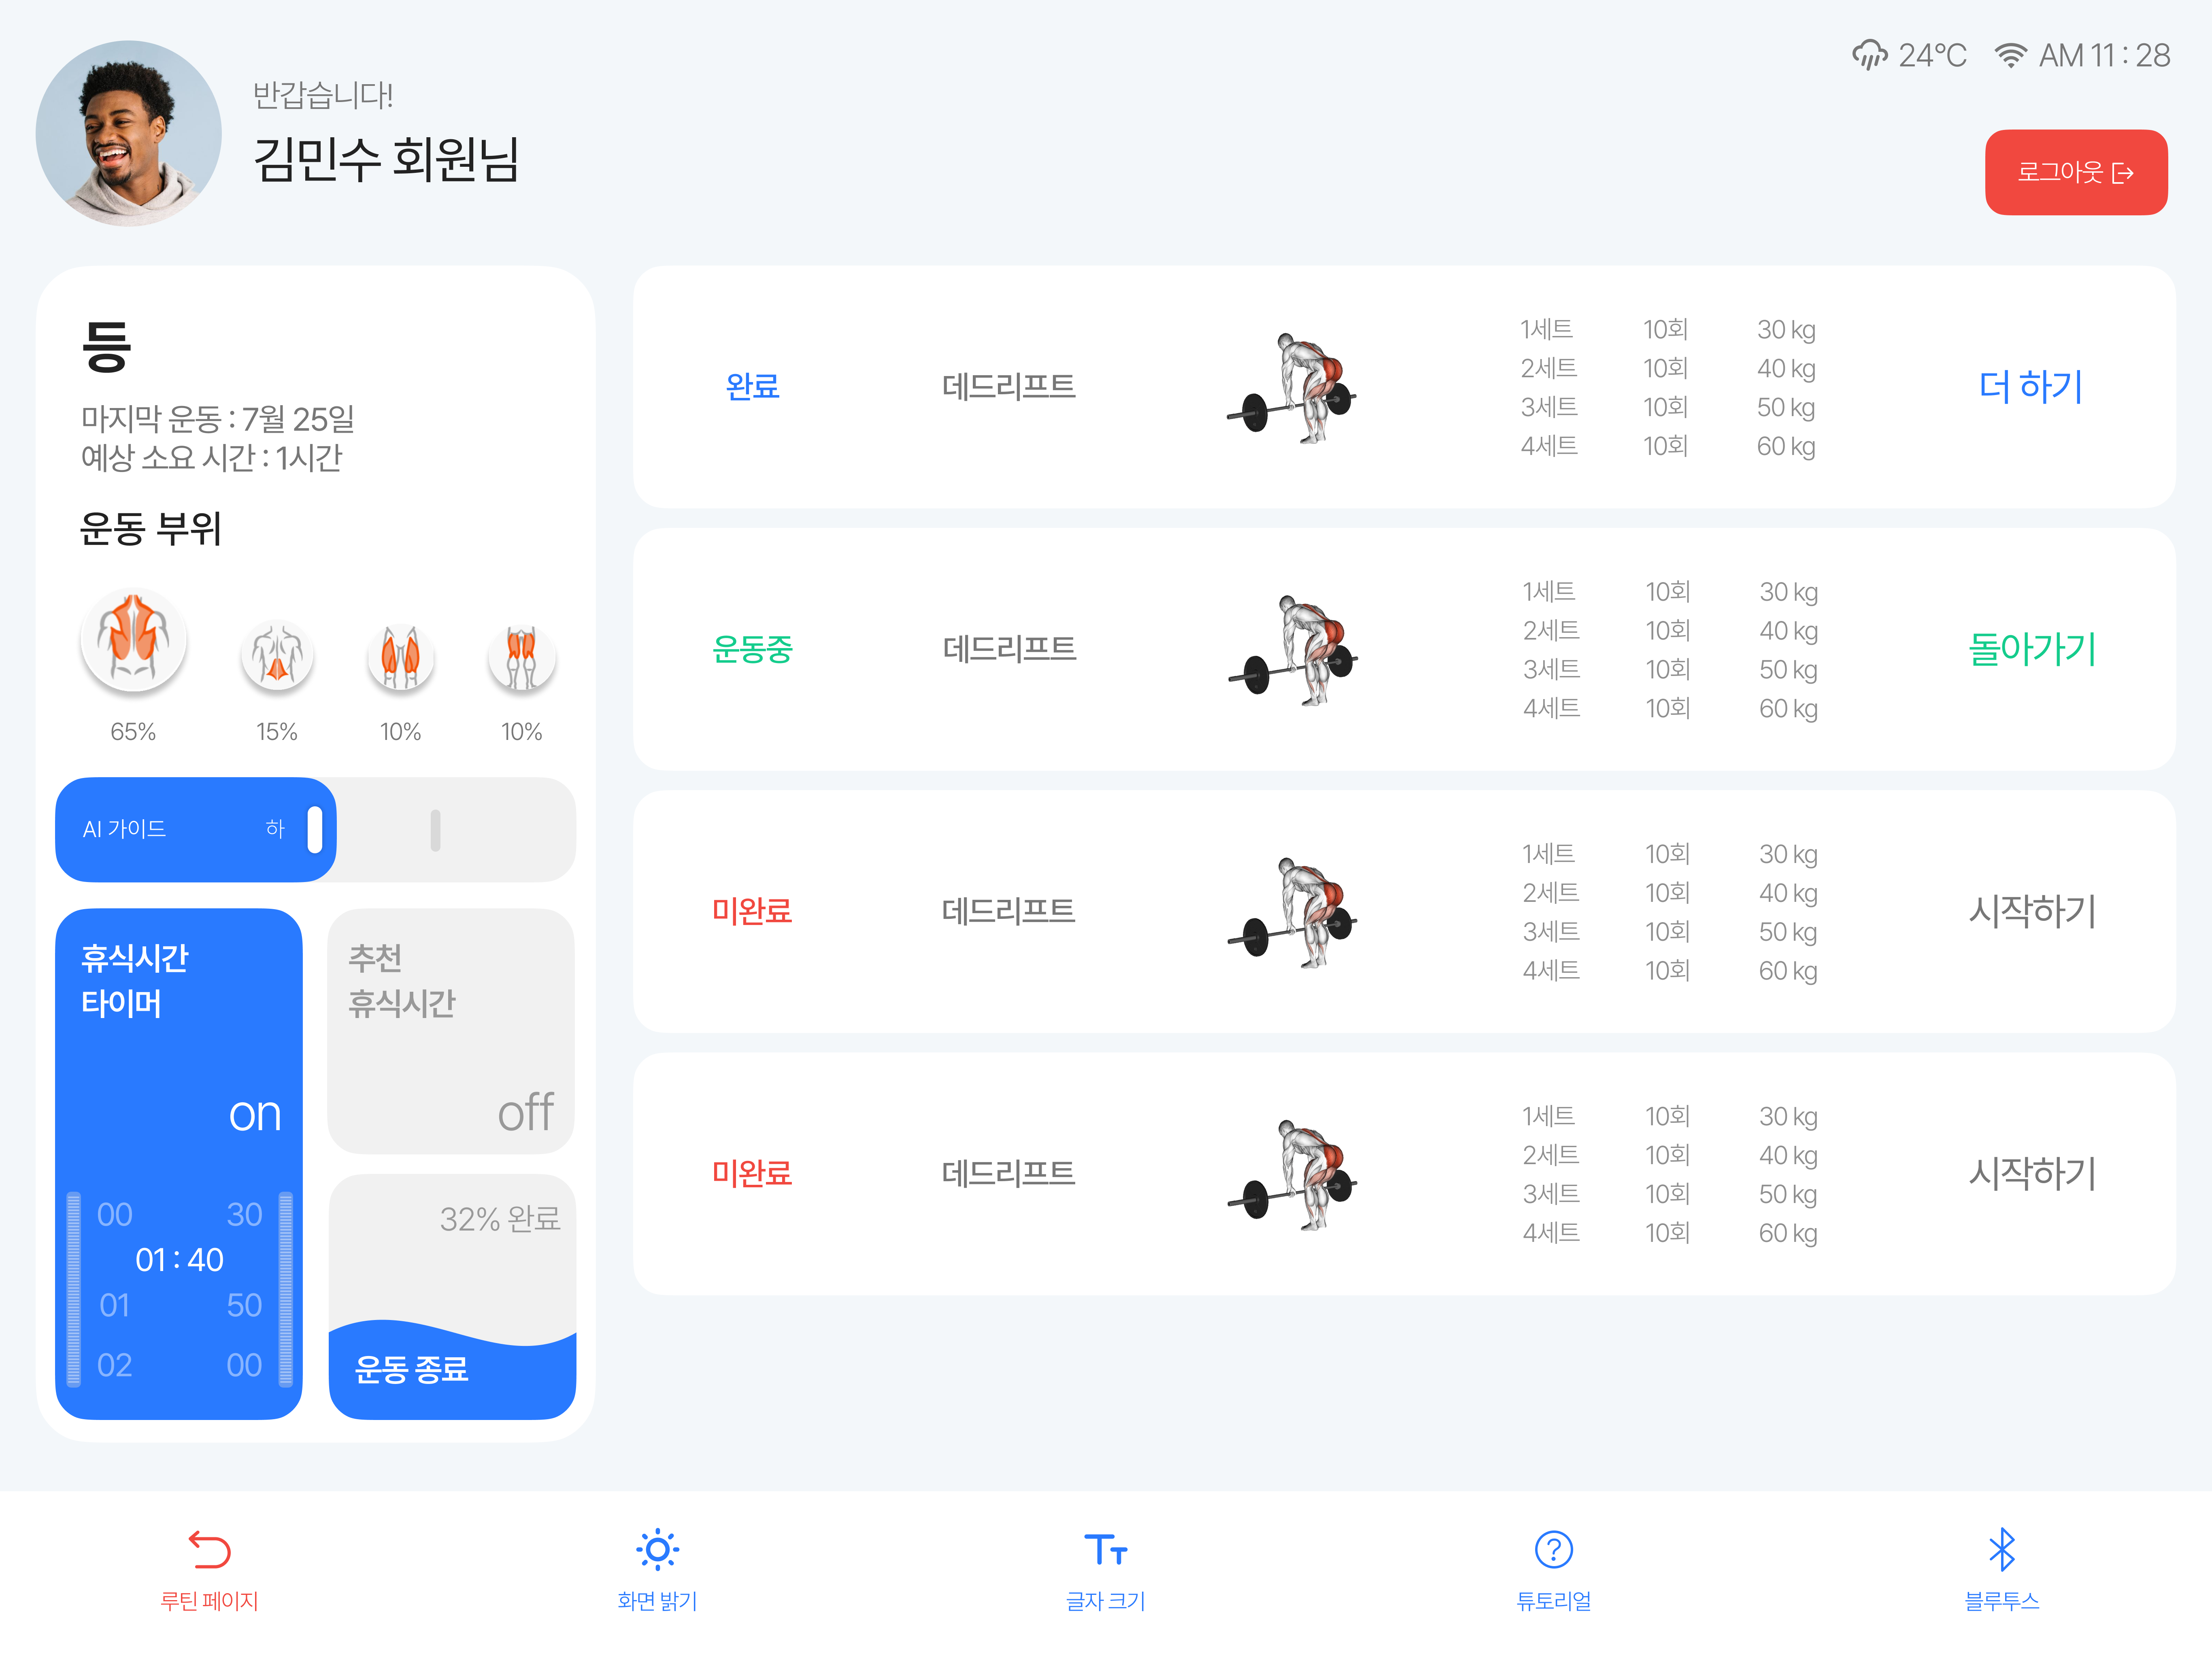 24°C AM 11 : 28
반갑습니다!
김민수 회원님
로그아웃
등
마지막 운동 : 7월 25일
예상 소요 시간 : 1시간
운동 부위
65% 15% 10% 10%
AI 가이드 하
휴식시간
타이머
on
00 30
01 : 40
01 50
02 00
추천
휴식시간
off
32% 완료
운동 종료
완료
데드리프트
1세트 10회 30 kg
2세트 10회 40 kg
3세트 10회 50 kg
4세트 10회 60 kg
더 하기
운동중
데드리프트
1세트 10회 30 kg
2세트 10회 40 kg
3세트 10회 50 kg
4세트 10회 60 kg
돌아가기
미완료
데드리프트
1세트 10회 30 kg
2세트 10회 40 kg
3세트 10회 50 kg
4세트 10회 60 kg
시작하기
미완료
데드리프트
1세트 10회 30 kg
2세트 10회 40 kg
3세트 10회 50 kg
4세트 10회 60 kg
시작하기
루틴 페이지
화면 밝기
글자 크기
튜토리얼
블루투스